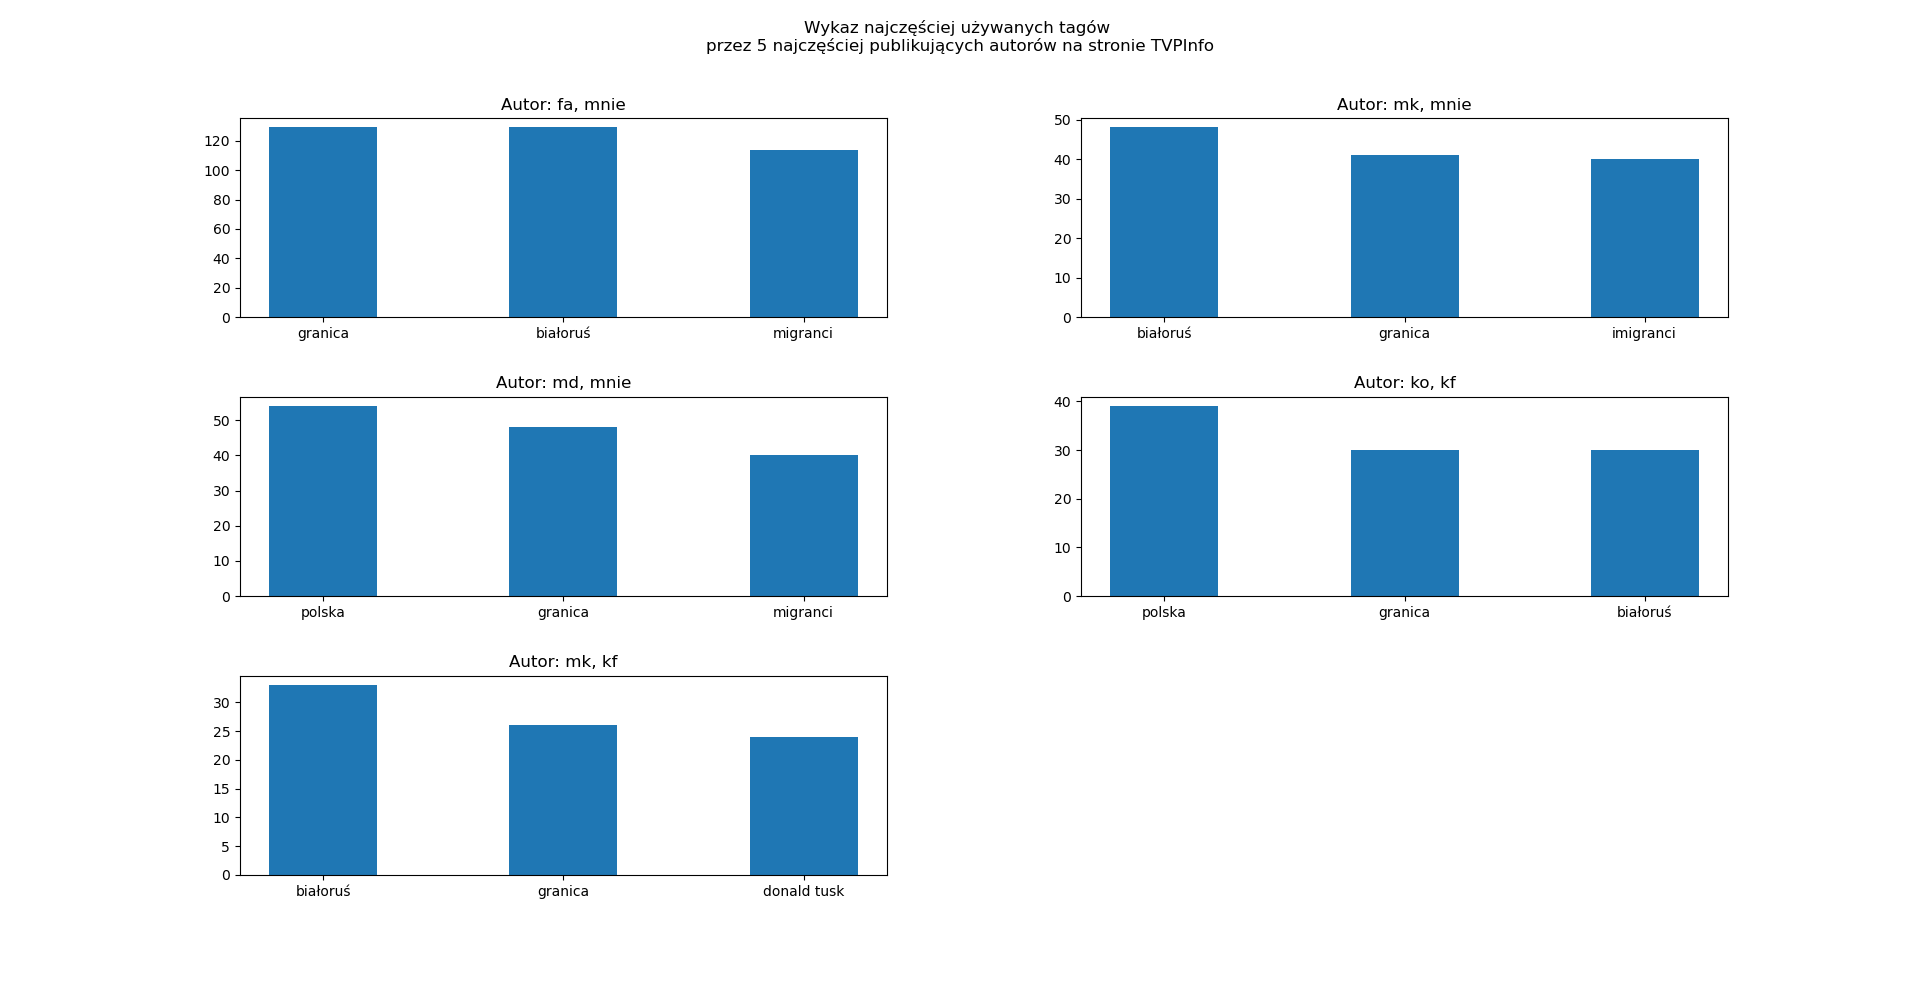 Wykaz najczęściej używanych tagów
przez 5 najczęściej publikujących autorów na stronie TVPInfo
Autor: fa, mnie
120
100
80
60
40
20
0
granica białoruś migranci
Autor: mk, mnie
50
40
30
20
10
0
białoruś granica imigranci
Autor: md, mnie
50
40
30
20
10
0
polska granica migranci
Autor: ko, kf
40
30
20
10
0
polska granica białoruś
Autor: mk, kf
30
25
20
15
10
5
0
białoruś granica donald tusk